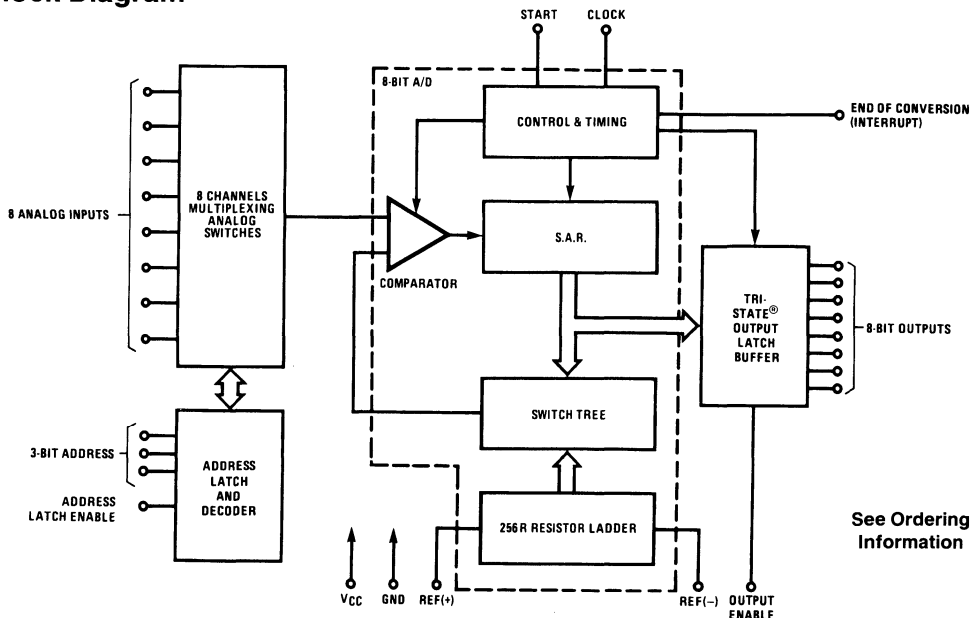 START CLOCK
8-BIT A/D
CONTROL & TIMING
END OF CONVERSION
(INTERRUPT)
8 ANALOG INPUTS
8 CHANNELS
MULTIPLEXING
ANALOG
SWITCHES
S.A.R.
COMPARATOR
TRI-
STATE®
OUTPUT
LATCH
BUFFER
8-BIT OUTPUTS
SWITCH TREE
3-BIT ADDRESS
ADDRESS
LATCH ENABLE
ADDRESS
LATCH
AND
DECODER
256R RESISTOR LADDER
See Ordering
Information
VCC GND REF(+) REF(−) OUTPUT
ENABLE